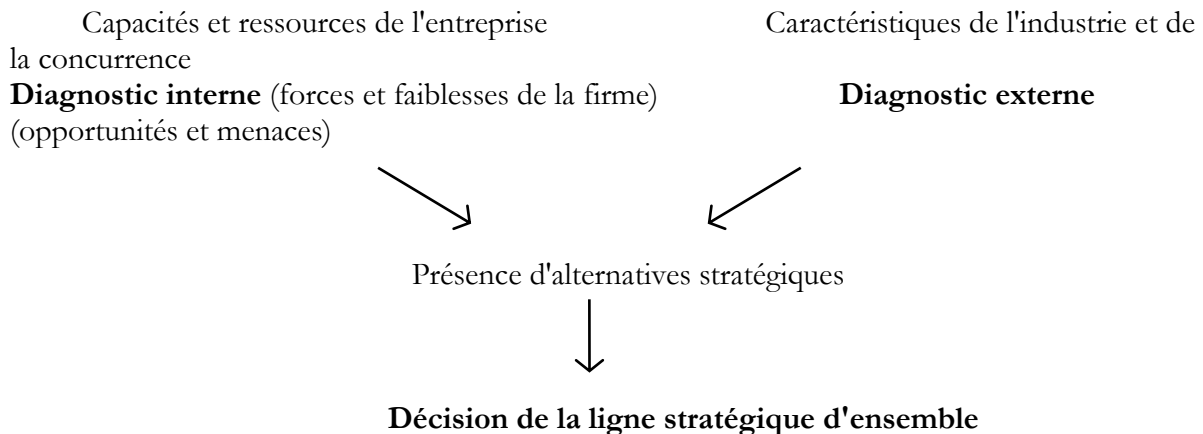 Capacités et ressources de l'entreprise Caractéristiques de l'industrie et de
la concurrence
Diagnostic interne (forces et faiblesses de la firme) Diagnostic externe
(opportunités et menaces)
Présence d'alternatives stratégiques
Décision de la ligne stratégique d'ensemble